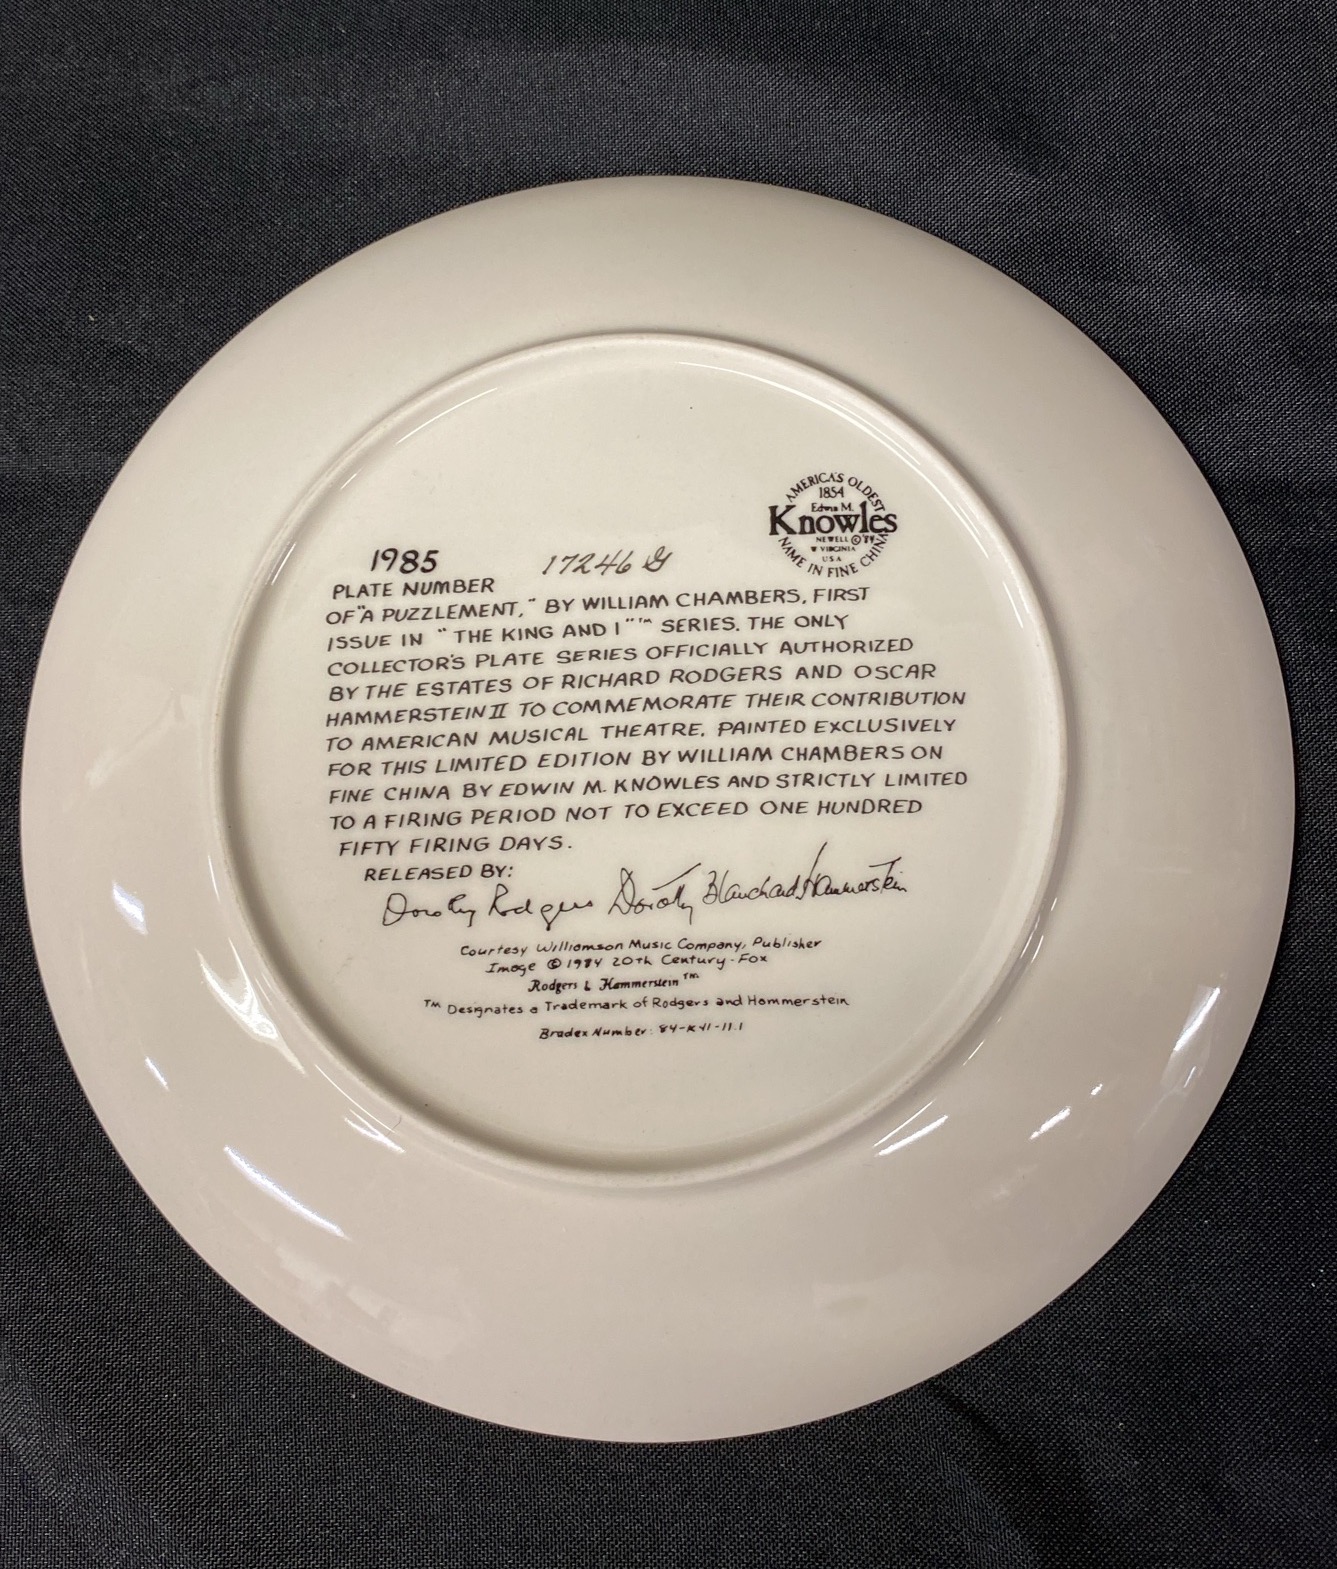 AMERICA'S OLDEST
1854
Edwin M.
Knowles
NEWELL © '84
W VIRGINIA
U.S.A
NAME IN FINE CHINA
1985
17246 G
PLATE NUMBER
OF "A PUZZLEMENT," BY WILLIAM CHAMBERS, FIRST
ISSUE IN "THE KING AND I"™ SERIES. THE ONLY
COLLECTOR'S PLATE SERIES OFFICIALLY AUTHORIZED
BY THE ESTATES OF RICHARD RODGERS AND OSCAR
HAMMERSTEIN II TO COMMEMORATE THEIR CONTRIBUTION
TO AMERICAN MUSICAL THEATRE. PAINTED EXCLUSIVELY
FOR THIS LIMITED EDITION BY WILLIAM CHAMBERS ON
FINE CHINA BY EDWIN M. KNOWLES AND STRICTLY LIMITED
TO A FIRING PERIOD NOT TO EXCEED ONE HUNDRED
FIFTY FIRING DAYS.
RELEASED BY:
Dorothy Rodgers Dorothy Blanchard Hammerstein
Courtesy Williamson Music Company, Publisher
Image © 1984 20th Century-Fox
Rodgers & Hammerstein™
™ Designates a Trademark of Rodgers and Hammerstein
Bradex Number: 84-K41-11.1